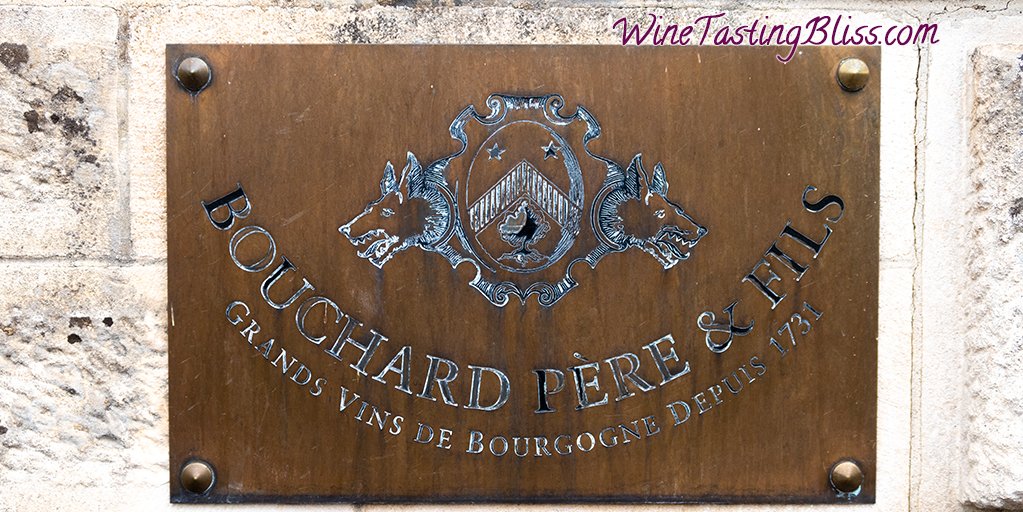 WineTastingBliss.com
BOUCHARD PÈRE & FILS
GRANDS VINS DE BOURGOGNE DEPUIS 1731